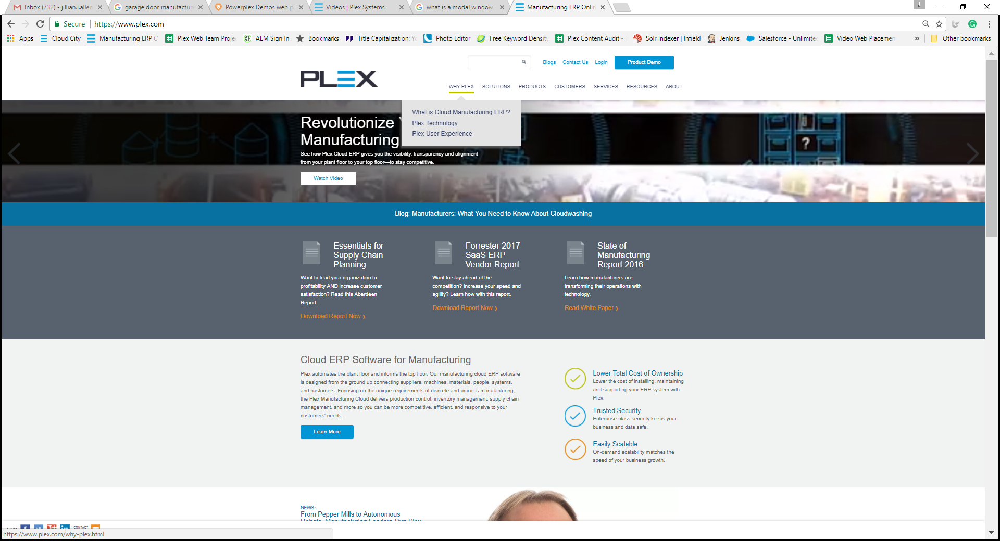 Inbox (732) - jillian.l.allen
garage door manufacture
Powerplex Demos web p
Videos | Plex Systems
what is a modal window
Manufacturing ERP Onlin
J
Secure
https://www.plex.com
Apps
Cloud City
Manufacturing ERP O
Plex Web Team Projec
AEM Sign In
Bookmarks
Title Capitalization: Yo
Photo Editor
Free Keyword Density
Plex Content Audit -
Solr Indexer | Infield
Jenkins
Salesforce - Unlimited
Video Web Placemen
»
Other bookmarks
Blogs
Contact Us
Login
Product Demo
PLEX
WHY PLEX
SOLUTIONS
PRODUCTS
CUSTOMERS
SERVICES
RESOURCES
ABOUT
What is Cloud Manufacturing ERP?
Plex Technology
Plex User Experience
Revolutionize
Manufacturing
See how Plex Cloud ERP gives you the visibility, transparency and alignment—
from your plant floor to your top floor—to stay competitive.
Watch Video
?
Blog: Manufacturers: What You Need to Know About Cloudwashing
Essentials for
Supply Chain
Planning
Want to lead your organization to
profitability AND increase customer
satisfaction? Read this Aberdeen
Report.
Download Report Now ❯
Forrester 2017
SaaS ERP
Vendor Report
Want to stay ahead of the
competition? Increase your speed and
agility? Learn how with this report.
Download Report Now ❯
State of
Manufacturing
Report 2016
Learn how manufacturers are
transforming their operations with
technology.
Read White Paper ❯
Cloud ERP Software for Manufacturing
Plex automates the plant floor and informs the top floor. Our manufacturing cloud ERP software
is designed from the ground up connecting suppliers, machines, materials, people, systems,
and customers. Focusing on the unique requirements of discrete and process manufacturing,
the Plex Manufacturing Cloud delivers production control, inventory management, supply chain
management, and more so you can be more competitive, efficient, and responsive to your
customers' needs.
Learn More
Lower Total Cost of Ownership
Lower the cost of installing, maintaining
and supporting your ERP system with
Plex.
Trusted Security
Enterprise-class security keeps your
business and data safe.
Easily Scalable
On-demand scalability matches the
speed of your business growth.
NEWS ›
From Pepper Mills to Autonomous
Robots, Manufacturing Leaders Run Plex
CONTACT
https://www.plex.com/why-plex.html